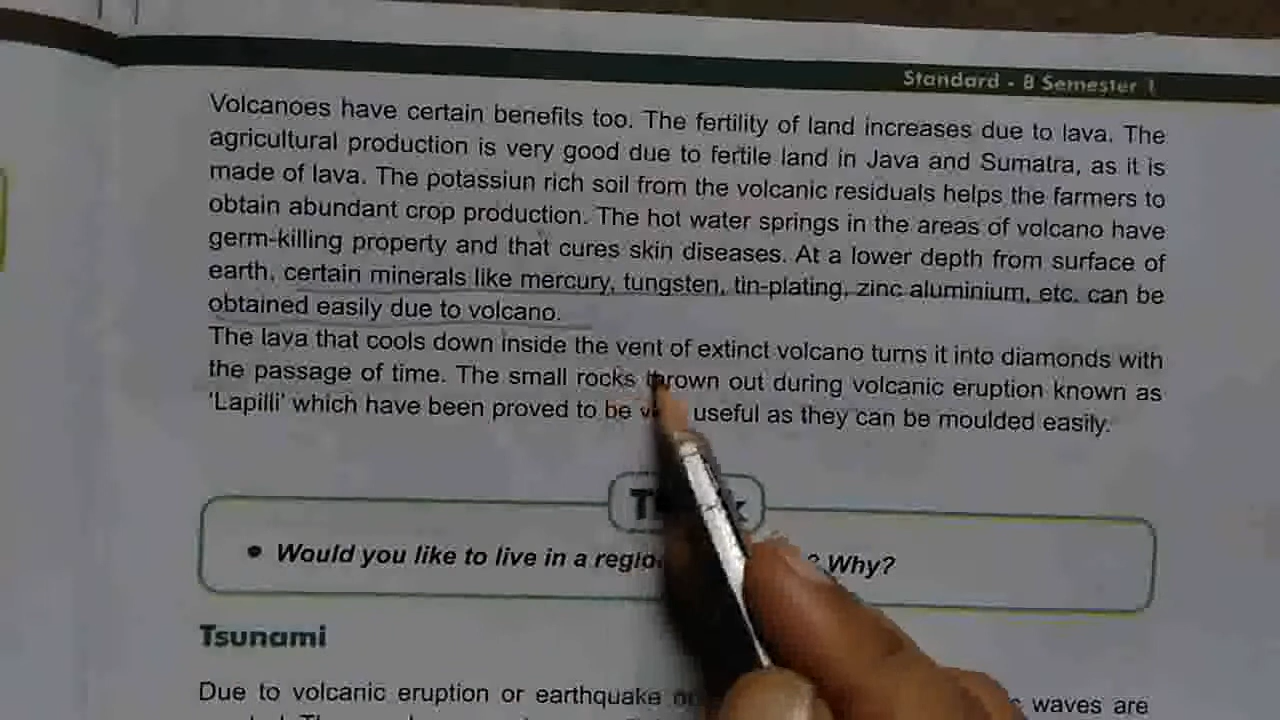 Standard - 8 Semester 1
Volcanoes have certain benefits too. The fertility of land increases due to lava. The
agricultural production is very good due to fertile land in Java and Sumatra, as it is
made of lava. The potassiun rich soil from the volcanic residuals helps the farmers to
obtain abundant crop production. The hot water springs in the areas of volcano have
germ-killing property and that cures skin diseases. At a lower depth from surface of
earth, certain minerals like mercury, tungsten, tin-plating, zinc aluminium, etc. can be
obtained easily due to volcano.
The lava that cools down inside the vent of extinct volcano turns it into diamonds with
the passage of time. The small rocks thrown out during volcanic eruption known as
'Lapilli' which have been proved to be useful as they can be moulded easily.
Would you like to live in a Why?
Tsunami
Due to volcanic eruption or earthquake waves are